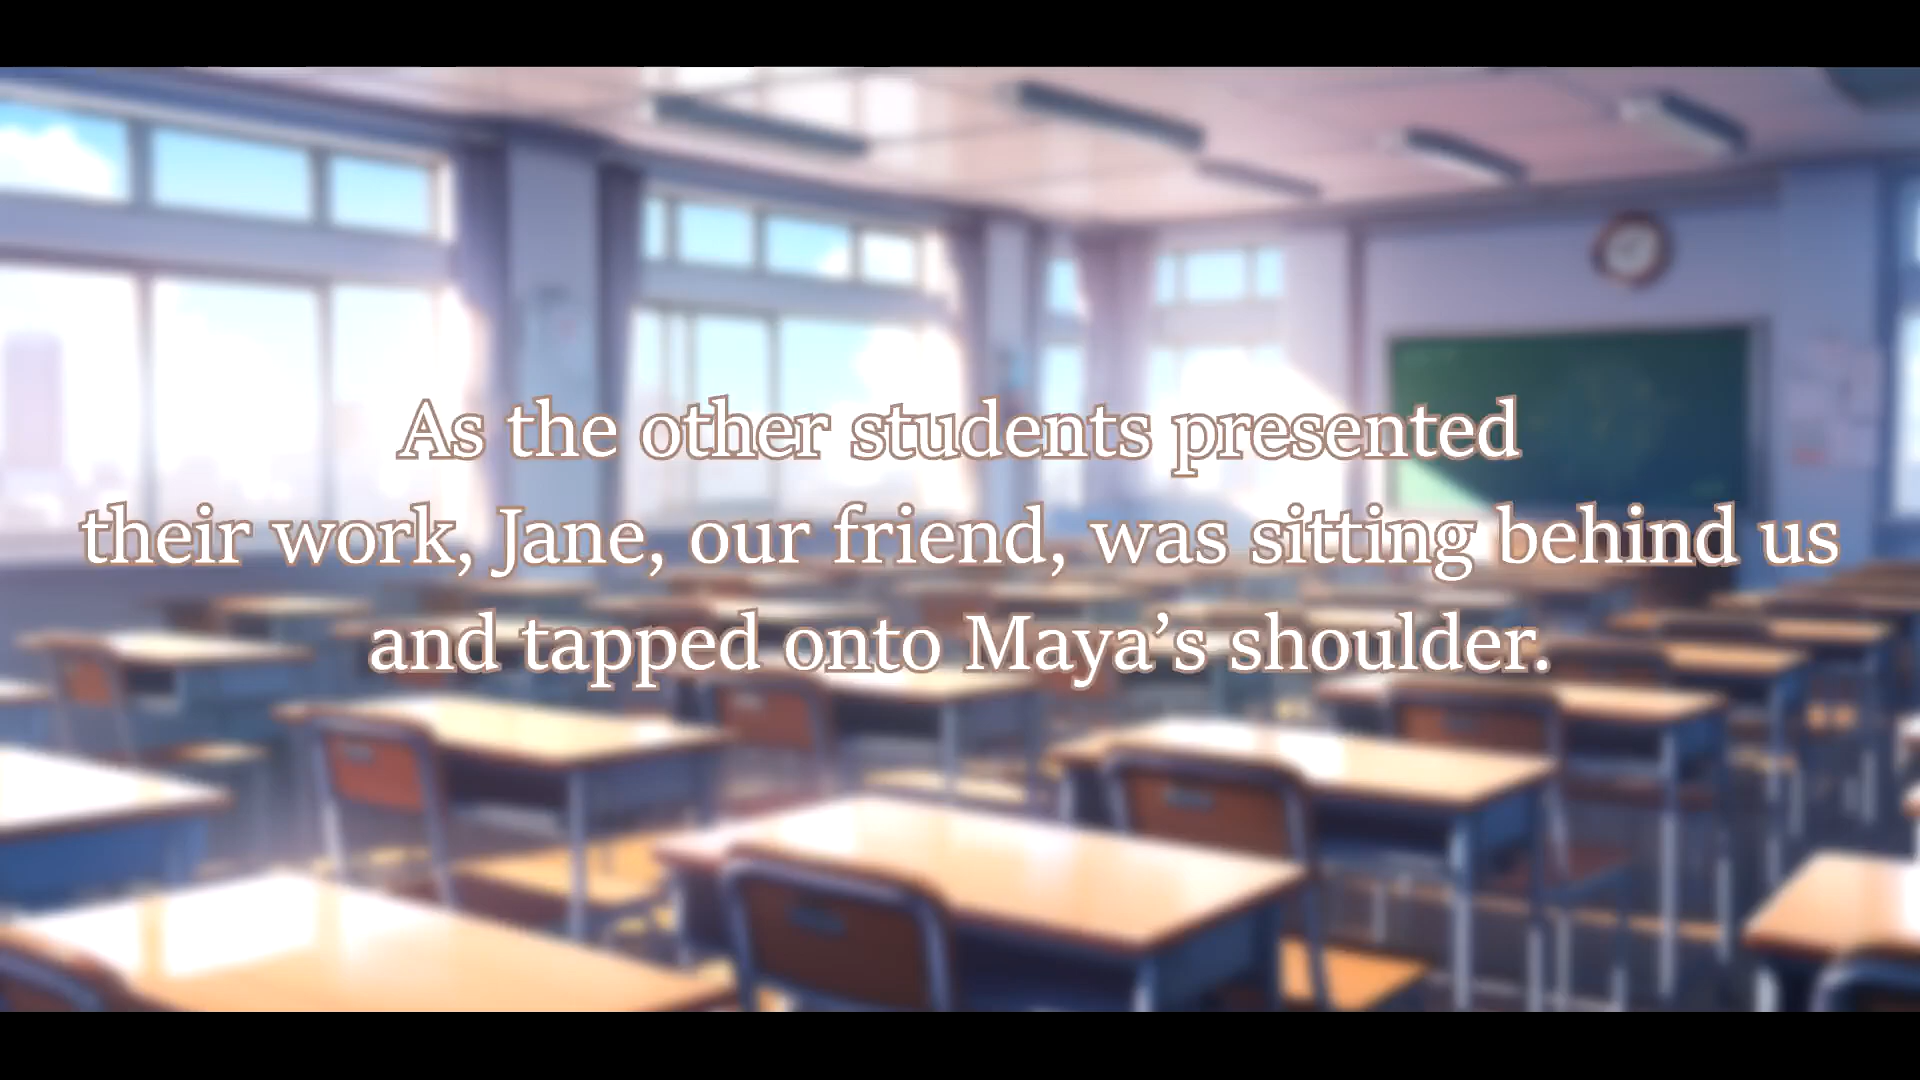 As the other students presented
their work, Jane, our friend, was sitting behind us
and tapped onto Maya’s shoulder.